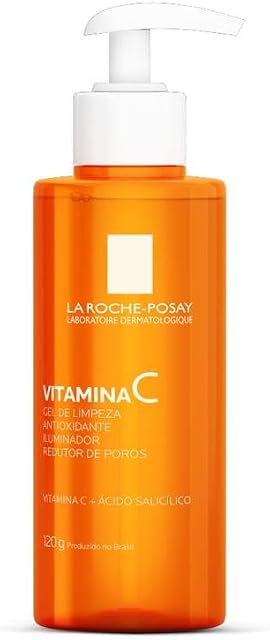 LA ROCHE-POSAY
LABORATOIRE DERMATOLOGIQUE
VITAMINA C
GEL DE LIMPEZA
ANTIOXIDANTE
ILUMINADOR
REDUTOR DE POROS
VITAMINA C + ÁCIDO SALICÍLICO
120g Produzido no Brasil